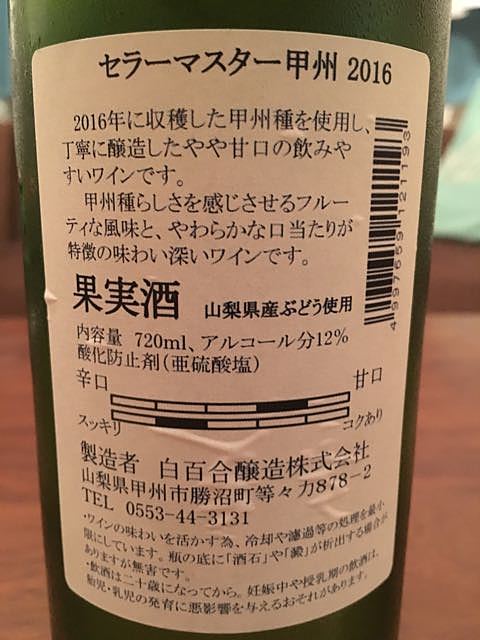 セラーマスター甲州 2016
2016年に収穫した甲州種を使用し、
丁寧に醸造したやや甘口の飲みや
すいワインです。
甲州種らしさを感じさせるフルー
ティな風味と、やわらかな口当たりが
特徴の味わい深いワインです。
果実酒 山梨県産ぶどう使用
内容量 720ml、アルコール分12%
酸化防止剤(亜硫酸塩)
辛口 甘口
スッキリ コクあり
製造者 白百合醸造株式会社
山梨県甲州市勝沼町等々力878-2
TEL 0553-44-3131
・ワインの味わいを活かす為、冷却や濾過等の処理を最小
限にしています。瓶の底に「酒石」や「澱」が析出する場合が
ありますが無害です。
・飲酒は二十歳になってから。妊娠中や授乳期の飲酒は、
胎児・乳児の発育に悪影響を与えるおそれがあります。
4997659121193